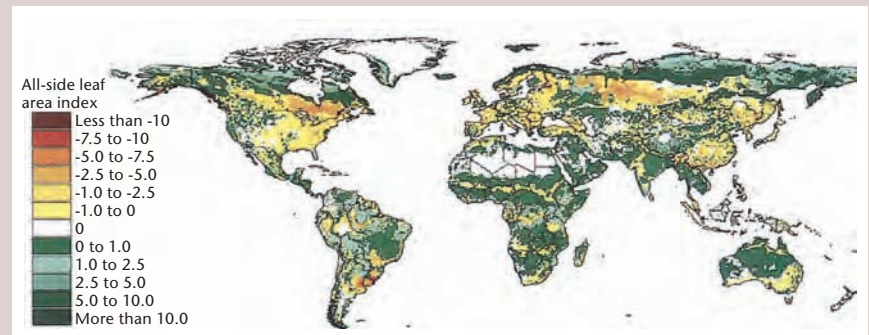 All-side leaf
area index
Less than -10
-7.5 to -10
-5.0 to -7.5
-2.5 to -5.0
-1.0 to -2.5
-1.0 to 0
0
0 to 1.0
1.0 to 2.5
2.5 to 5.0
5.0 to 10.0
More than 10.0